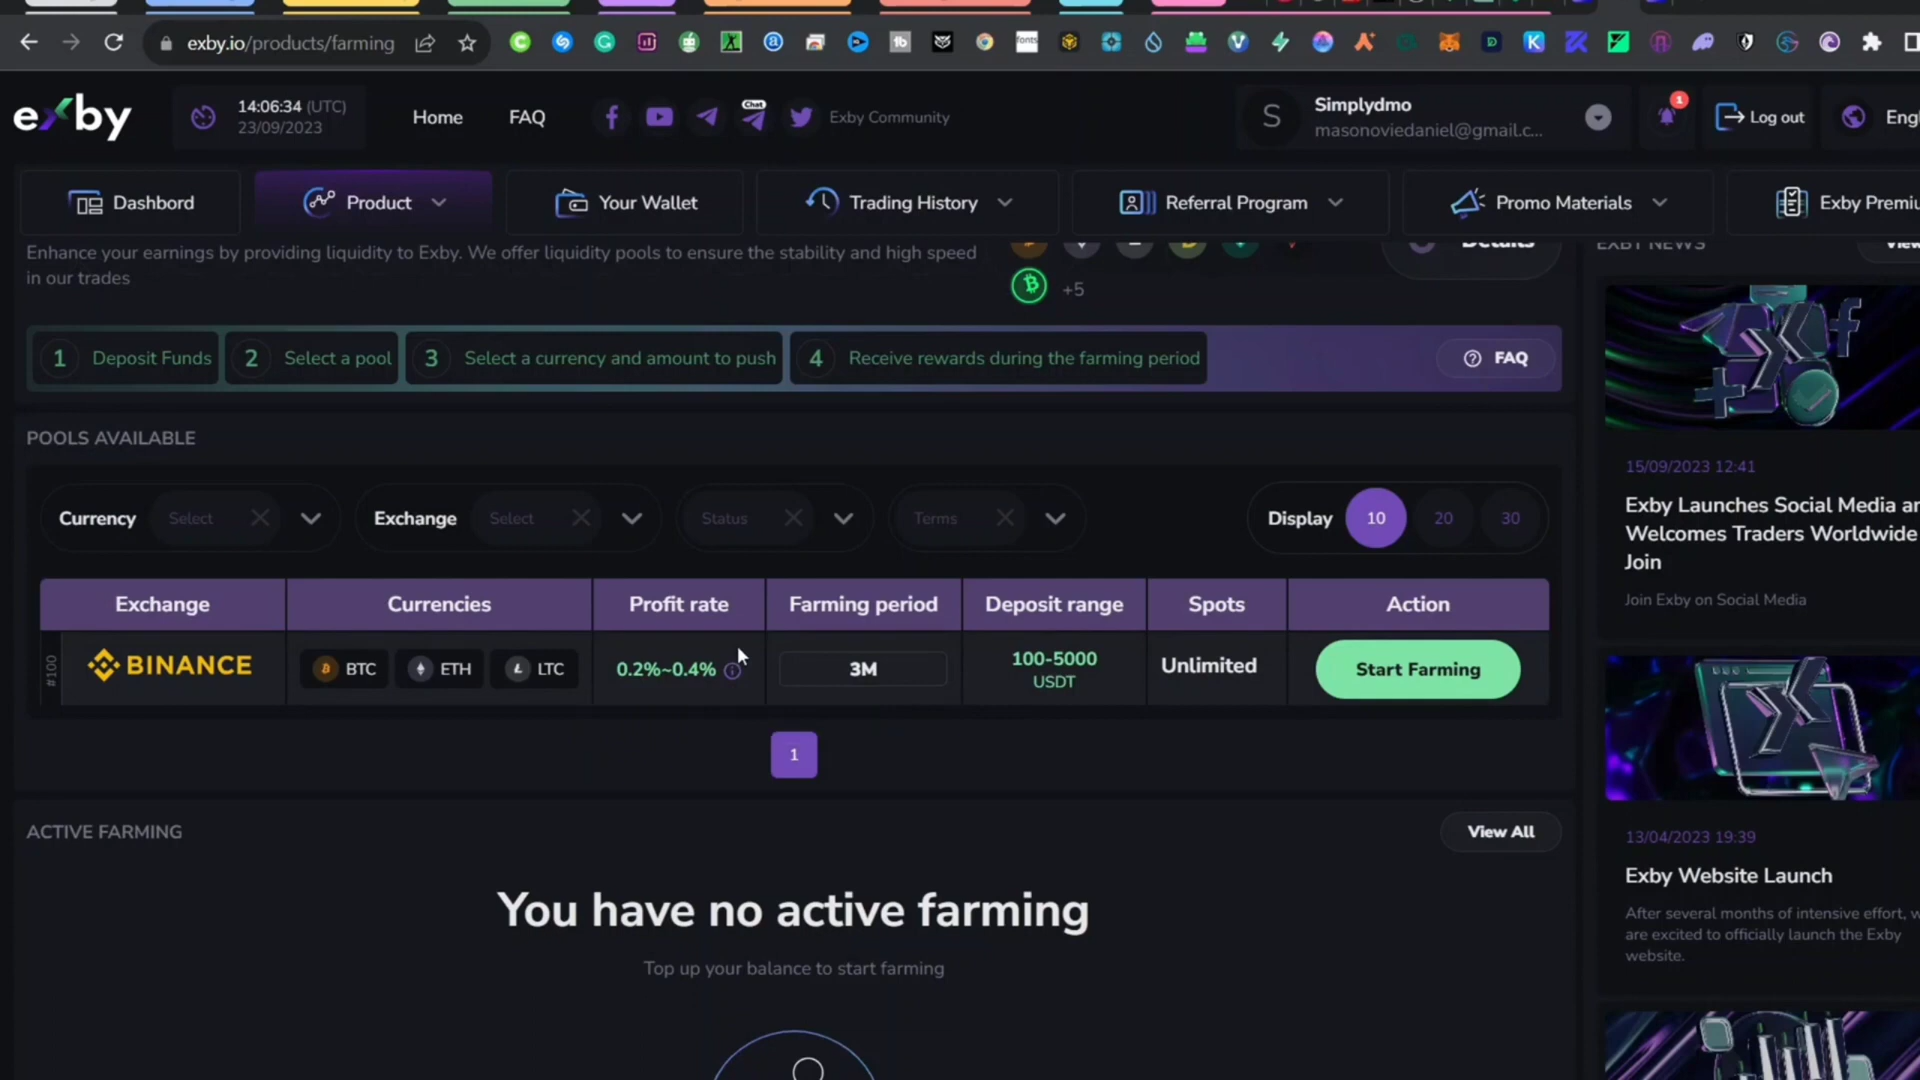 exby.io/products/farming
exby
14:06:34 (UTC)
23/09/2023
Home
FAQ
Chat
Exby Community
S
Simplydmo
masonoviedaniel@gmail.c...
1
Log out
Engl
Dashbord
Product
Your Wallet
Trading History
Referral Program
Promo Materials
Exby Premiu
Enhance your earnings by providing liquidity to Exby. We offer liquidity pools to ensure the stability and high speed
in our trades
+5
Details
EXBY NEWS
View
1 Deposit Funds
2 Select a pool
3 Select a currency and amount to push
4 Receive rewards during the farming period
FAQ
POOLS AVAILABLE
Currency Select
Exchange Select
Status
Terms
Display 10 20 30
Exchange Currencies Profit rate Farming period Deposit range Spots Action
#100
BINANCE
BTC ETH LTC
0.2%~0.4%
3M
100-5000
USDT
Unlimited
Start Farming
1
ACTIVE FARMING
View All
You have no active farming
Top up your balance to start farming
15/09/2023 12:41
Exby Launches Social Media an
Welcomes Traders Worldwide
Join
Join Exby on Social Media
13/04/2023 19:39
Exby Website Launch
After several months of intensive effort, w
are excited to officially launch the Exby
website.